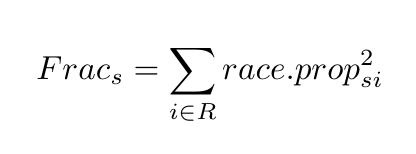 $Frac_s = \sum_{i \in R} race.prop_{si}^2$